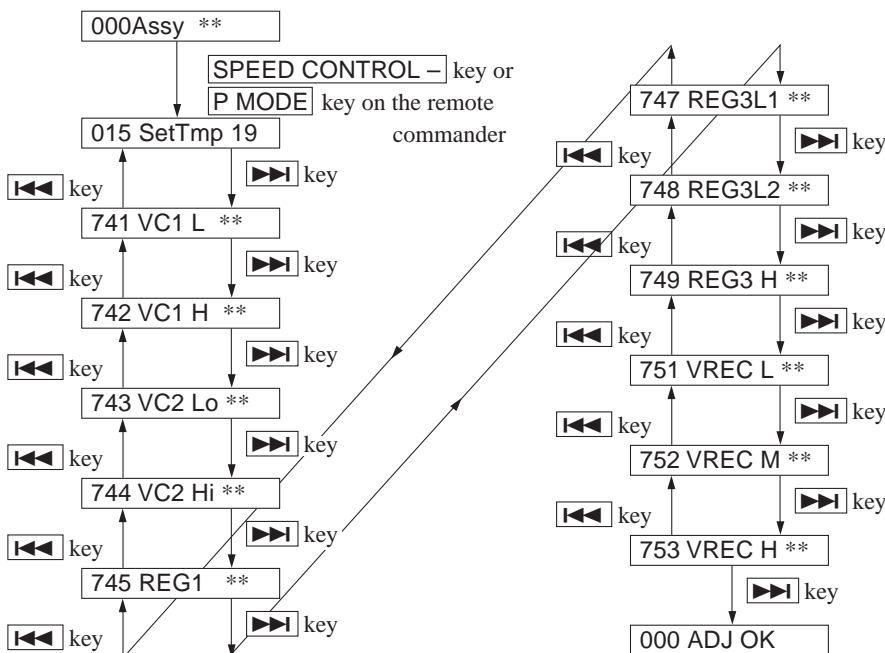 000Assy **
SPEED CONTROL – key or
P MODE key on the remote
commander
015 SetTmp 19
⏮ key
⏭ key
741 VC1 L **
⏮ key
⏭ key
742 VC1 H **
⏮ key
⏭ key
743 VC2 Lo **
⏮ key
⏭ key
744 VC2 Hi **
⏮ key
⏭ key
745 REG1 **
⏮ key
⏭ key
747 REG3L1 **
⏮ key
⏭ key
748 REG3L2 **
⏮ key
⏭ key
749 REG3 H **
⏮ key
⏭ key
751 VREC L **
⏮ key
⏭ key
752 VREC M **
⏮ key
⏭ key
753 VREC H **
⏭ key
000 ADJ OK